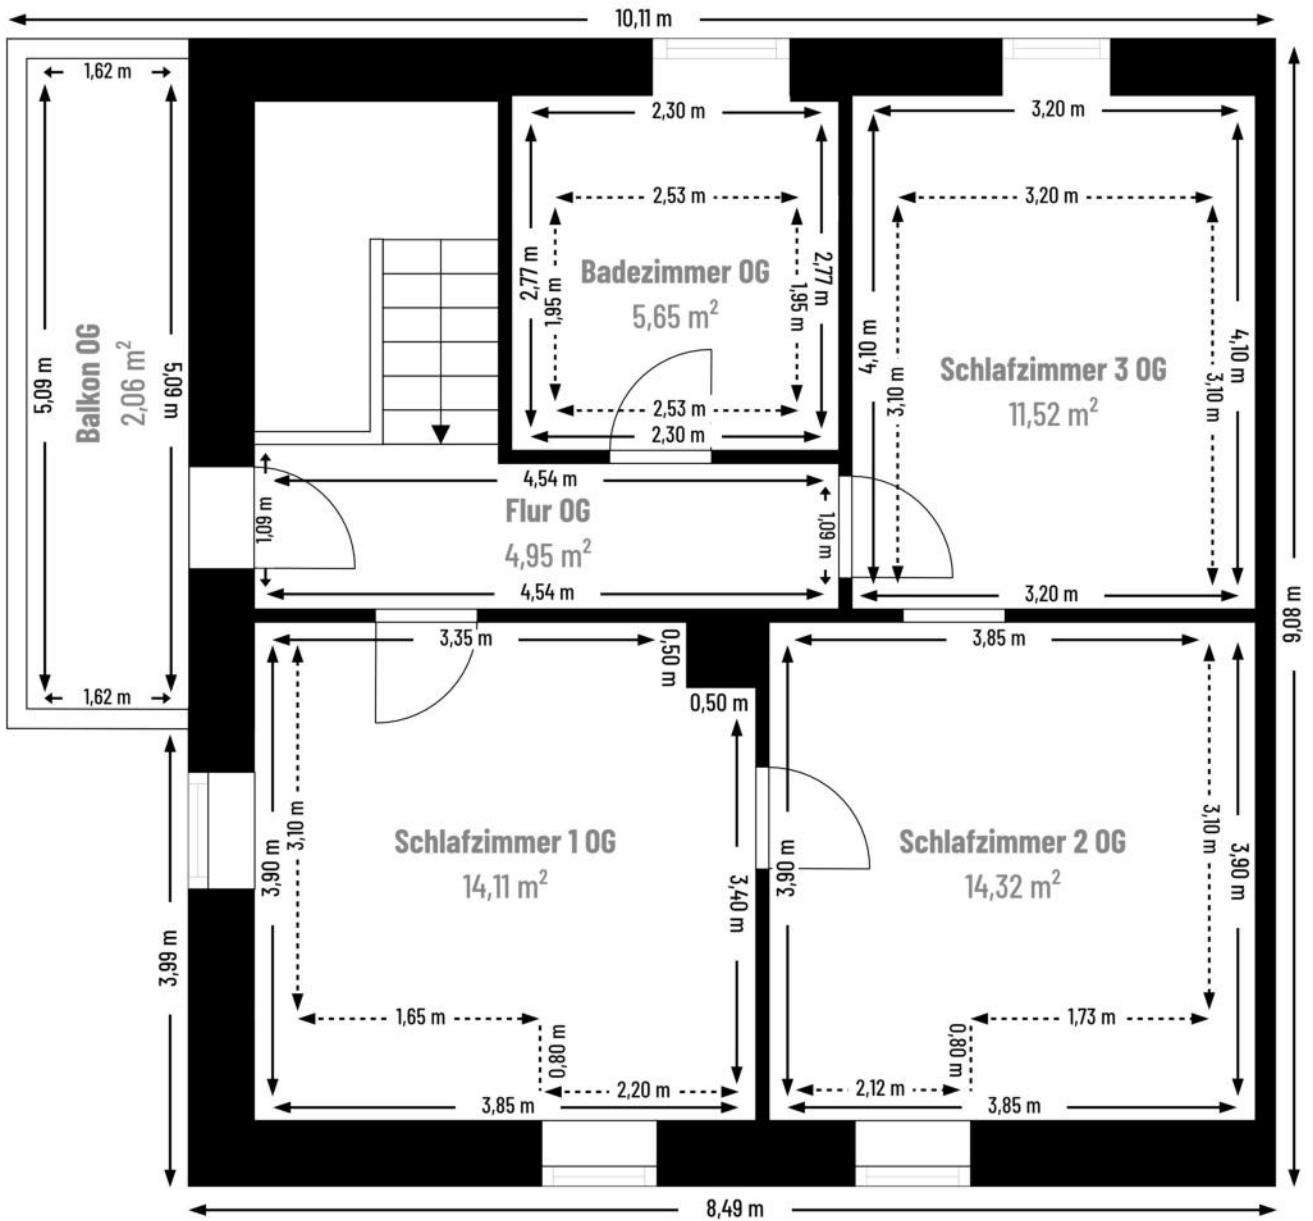 10,11 m
1,62 m
5,09 m
5,09 m
Balkon OG
2,06 m²
1,62 m
2,30 m
2,53 m
2,77 m
1,95 m
Badezimmer OG
5,65 m²
1,95 m
2,77 m
2,53 m
2,30 m
3,20 m
3,20 m
4,10 m
3,10 m
Schlafzimmer 3 OG
11,52 m²
3,10 m
4,10 m
3,20 m
4,54 m
1,09 m
Flur OG
4,95 m²
1,09 m
4,54 m
9,08 m
3,35 m
0,50 m
0,50 m
3,90 m
3,10 m
Schlafzimmer 1 OG
14,11 m²
3,40 m
1,65 m
0,80 m
2,20 m
3,85 m
3,85 m
3,90 m
Schlafzimmer 2 OG
14,32 m²
3,10 m
3,90 m
1,73 m
0,80 m
2,12 m
3,85 m
3,99 m
8,49 m